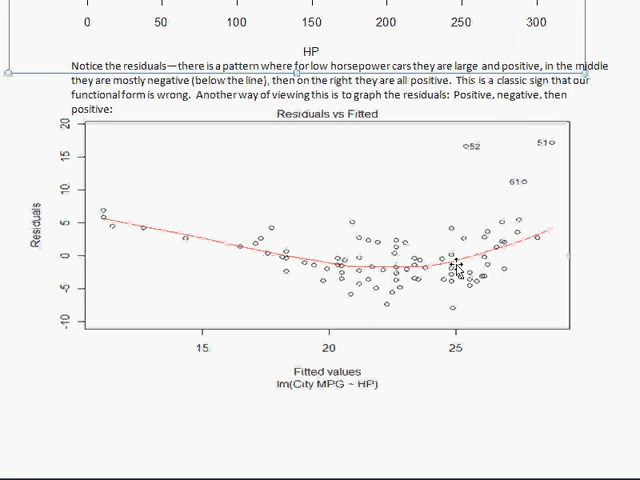 0 50 100 150 200 250 300
HP
Notice the residuals—there is a pattern where for low horsepower cars they are large and positive, in the middle
they are mostly negative (below the line), then on the right they are all positive. This is a classic sign that our
functional form is wrong. Another way of viewing this is to graph the residuals: Positive, negative, then
positive:
Residuals vs Fitted
20
15
10
5
0
-5
-10
Residuals
52
51
61
15 20 25
Fitted values
lm(City MPG ~ HP)